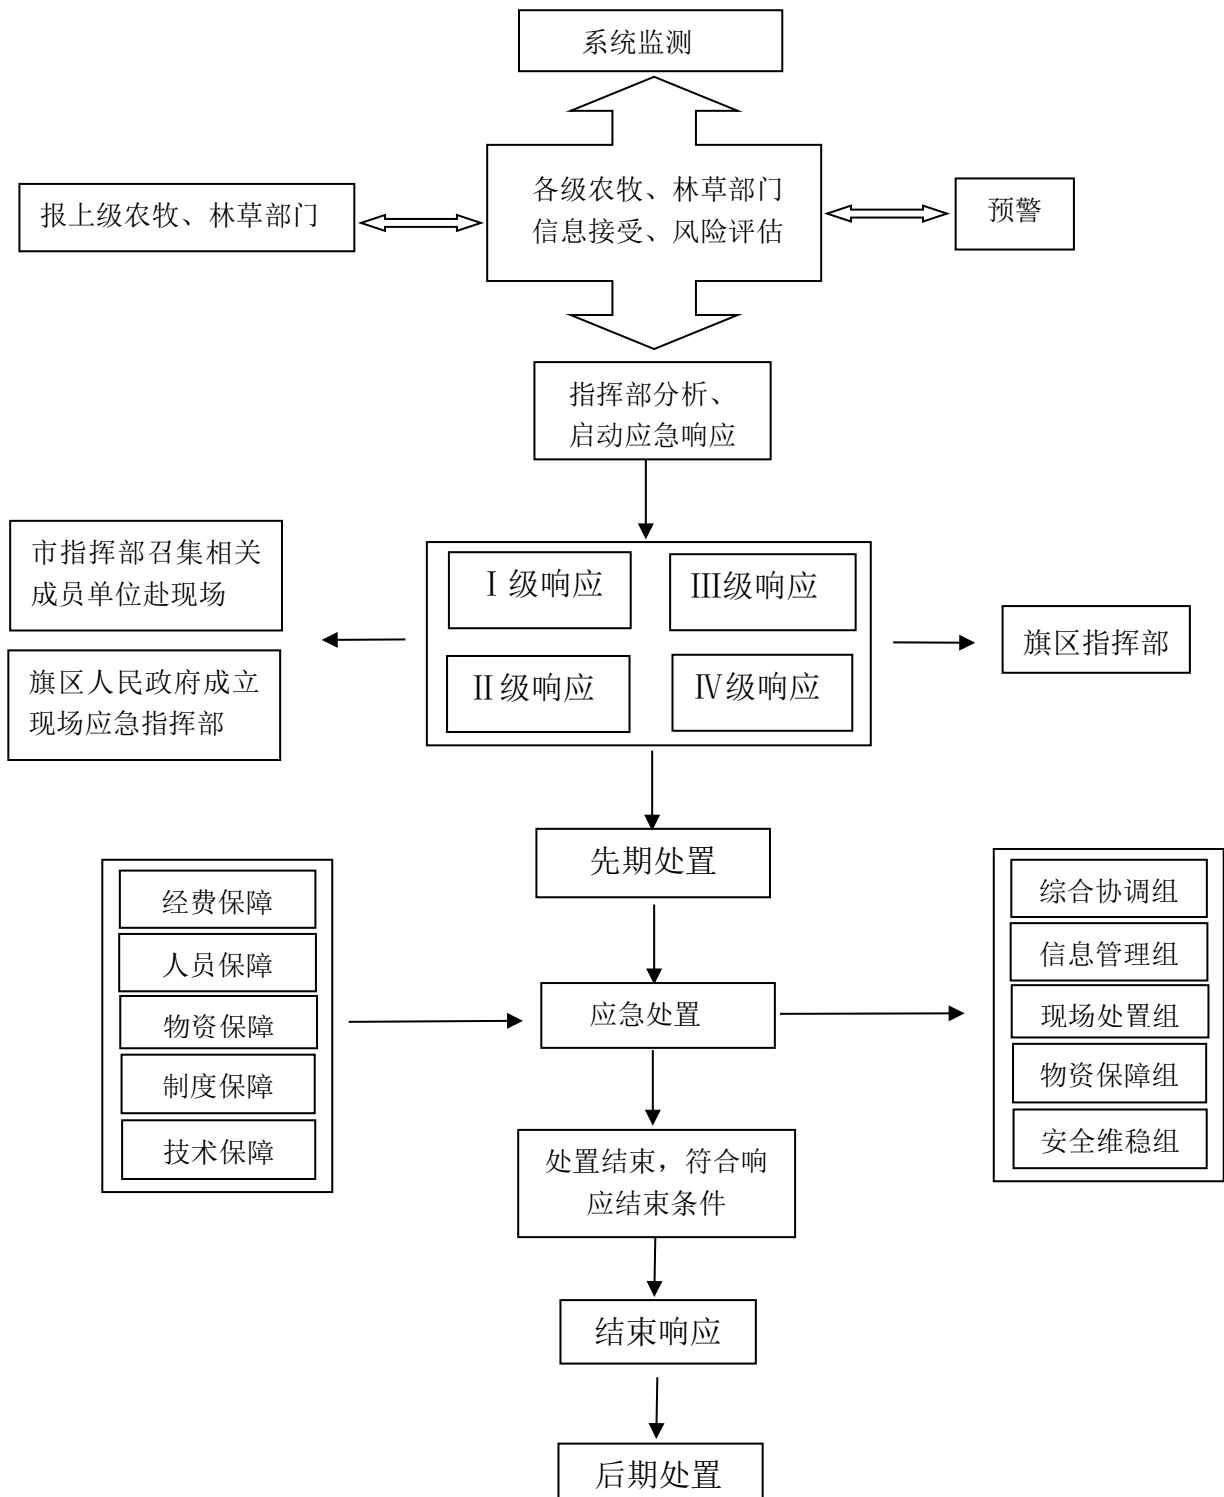 系统监测
各级农牧、林草部门
信息接受、风险评估
报上级农牧、林草部门
预警
指挥部分析、
启动应急响应
市指挥部召集相关
成员单位赴现场
旗区人民政府成立
现场应急指挥部
Ⅰ级响应
Ⅲ级响应
Ⅱ级响应
Ⅳ级响应
旗区指挥部
先期处置
经费保障
人员保障
物资保障
制度保障
技术保障
应急处置
综合协调组
信息管理组
现场处置组
物资保障组
安全维稳组
处置结束，符合响
应结束条件
结束响应
后期处置